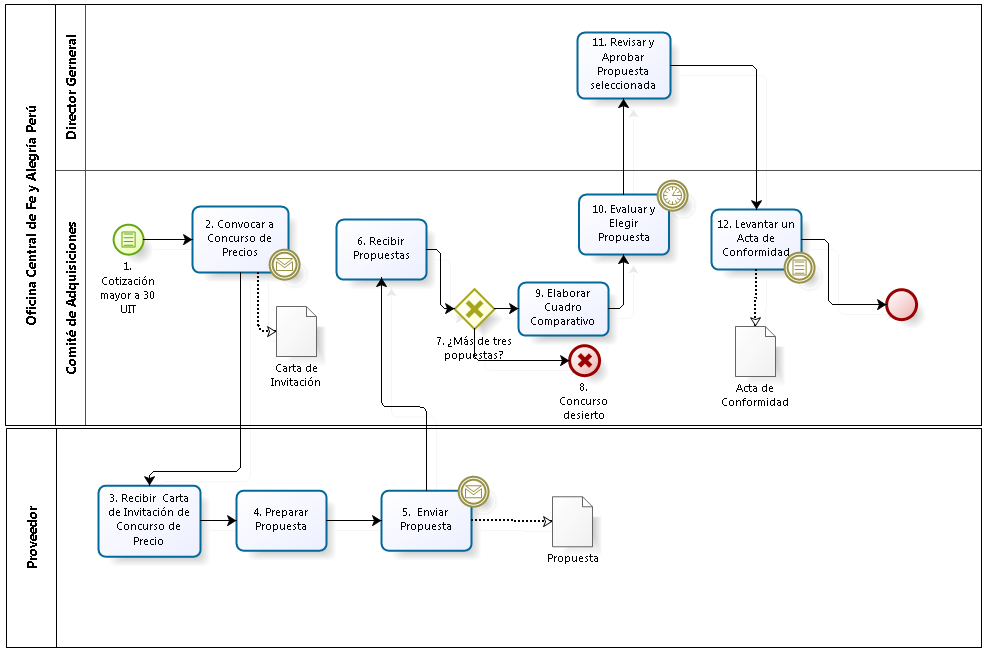 Oficina Central de Fe y Alegría Perú
Director Gerneral
11. Revisar y
Aprobar
Propuesta
seleccionada
Comité de Adquisiciones
1.
Cotización
mayor a 30
UIT
2. Convocar a
Concurso de
Precios
Carta de
Invitación
6. Recibir
Propuestas
7. ¿Más de tres
popuestas?
8.
Concurso
desierto
9. Elaborar
Cuadro
Comparativo
10. Evaluar y
Elegir
Propuesta
12. Levantar un
Acta de
Conformidad
Acta de
Conformidad
Proveedor
3. Recibir Carta
de Invitación de
Concurso de
Precio
4. Preparar
Propuesta
5. Enviar
Propuesta
Propuesta